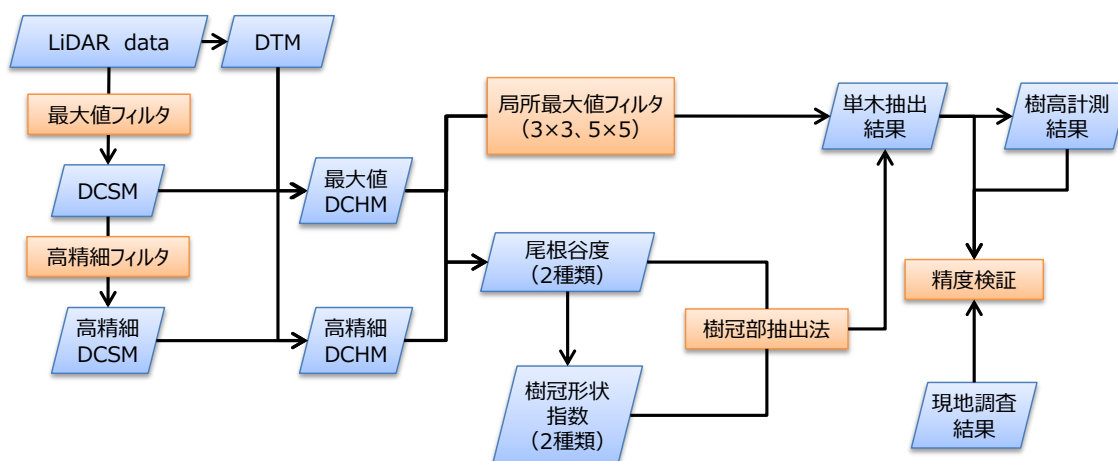 LiDAR data
DTM
最大値フィルタ
DCSM
高精細フィルタ
高精細
DCSM
最大値
DCHM
高精細
DCHM
局所最大値フィルタ
（3×3、5×5）
尾根谷度
（2種類）
樹冠形状
指数
（2種類）
樹冠部抽出法
単木抽出
結果
樹高計測
結果
精度検証
現地調査
結果